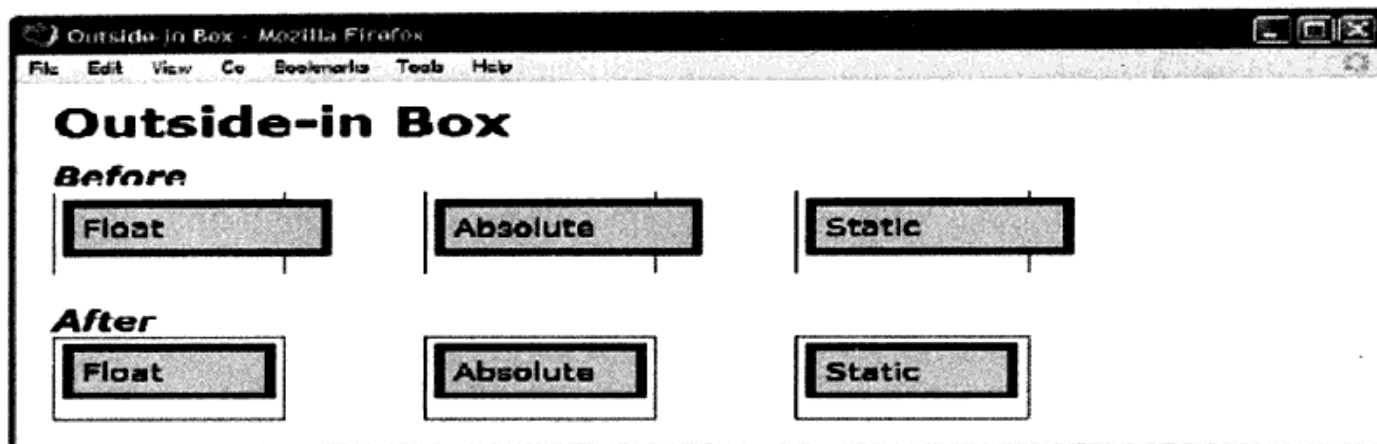 Outside-in Box - Mozilla Firefox
File Edit View Go Bookmarks Tools Help
Outside-in Box
Before
Float Absolute Static
After
Float Absolute Static